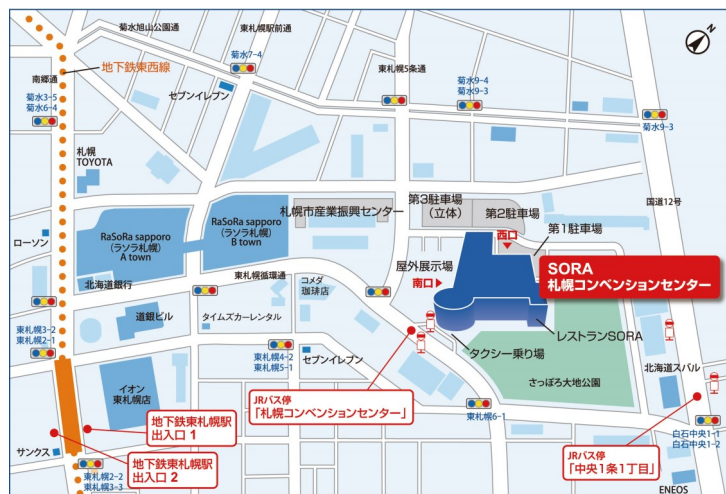 菊水旭山公園通
東札幌駅前通
菊水7-4
南郷通
地下鉄東西線
東札幌5条通
菊水9-4
菊水9-3
菊水3-5
菊水6-4
セブンイレブン
菊水9-3
札幌
TOYOTA
国道12号
第3駐車場
(立体)
第2駐車場
札幌市産業振興センター
RaSoRa sapporo
(ラソラ札幌)
A town
RaSoRa sapporo
(ラソラ札幌)
B town
西口
第1駐車場
ローソン
東札幌循環通
屋外展示場
南口
SORA
札幌コンベンションセンター
北海道銀行
コメダ
珈琲店
道銀ビル
タイムズカーレンタル
東札幌3-2
東札幌2-1
レストランSORA
タクシー乗り場
東札幌4-2
東札幌5-1
セブンイレブン
北海道スバル
さっぽろ大地公園
イオン
東札幌店
JRバス停
「札幌コンベンションセンター」
東札幌6-1
地下鉄東札幌駅
出入口 1
白石中央1-1
白石中央1-2
サンクス
地下鉄東札幌駅
出入口 2
JRバス停
「中央1条1丁目」
東札幌2-2
東札幌3-3
ENEOS
N